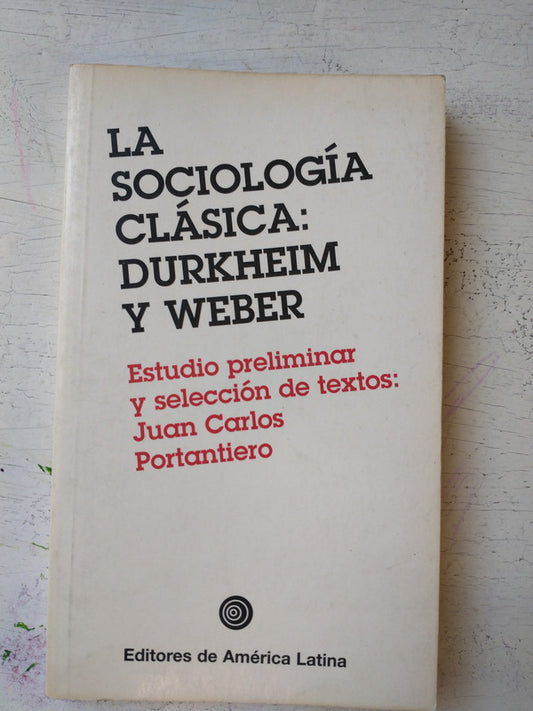 LA
SOCIOLOGÍA
CLÁSICA:
DURKHEIM
Y WEBER
Estudio preliminar
y selección de textos:
Juan Carlos
Portantiero
Editores de América Latina